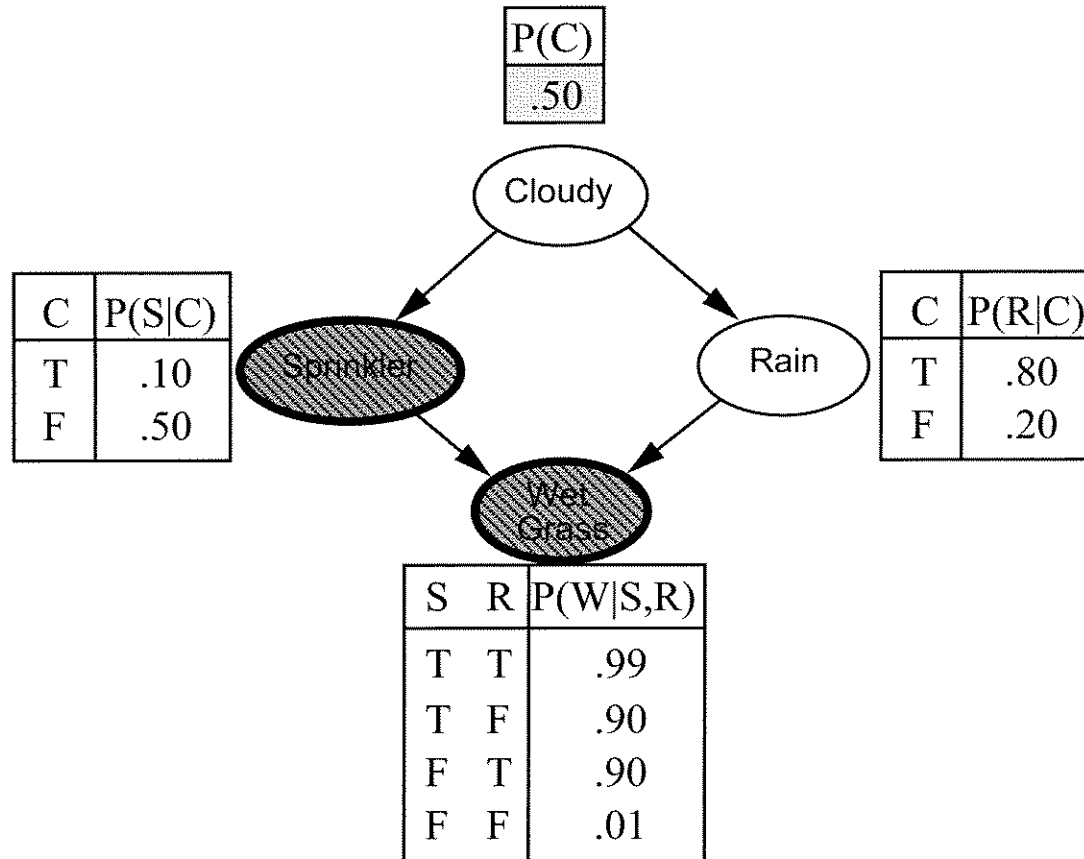 P(C)
.50
Cloudy
C P(S|C)
T .10
F .50
Sprinkler
Rain
C P(R|C)
T .80
F .20
Wet
Grass
S R P(W|S,R)
T T .99
T F .90
F T .90
F F .01